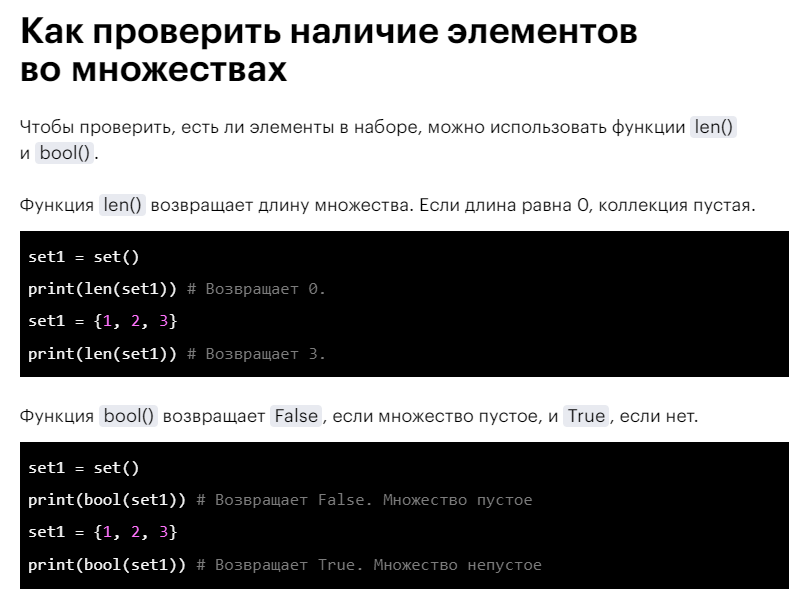 Как проверить наличие элементов
во множествах
Чтобы проверить, есть ли элементы в наборе, можно использовать функции len()
и bool().
Функция len() возвращает длину множества. Если длина равна 0, коллекция пустая.
set1 = set()
print(len(set1)) # Возвращает 0.
set1 = {1, 2, 3}
print(len(set1)) # Возвращает 3.
Функция bool() возвращает False, если множество пустое, и True, если нет.
set1 = set()
print(bool(set1)) # Возвращает False. Множество пустое
set1 = {1, 2, 3}
print(bool(set1)) # Возвращает True. Множество непустое